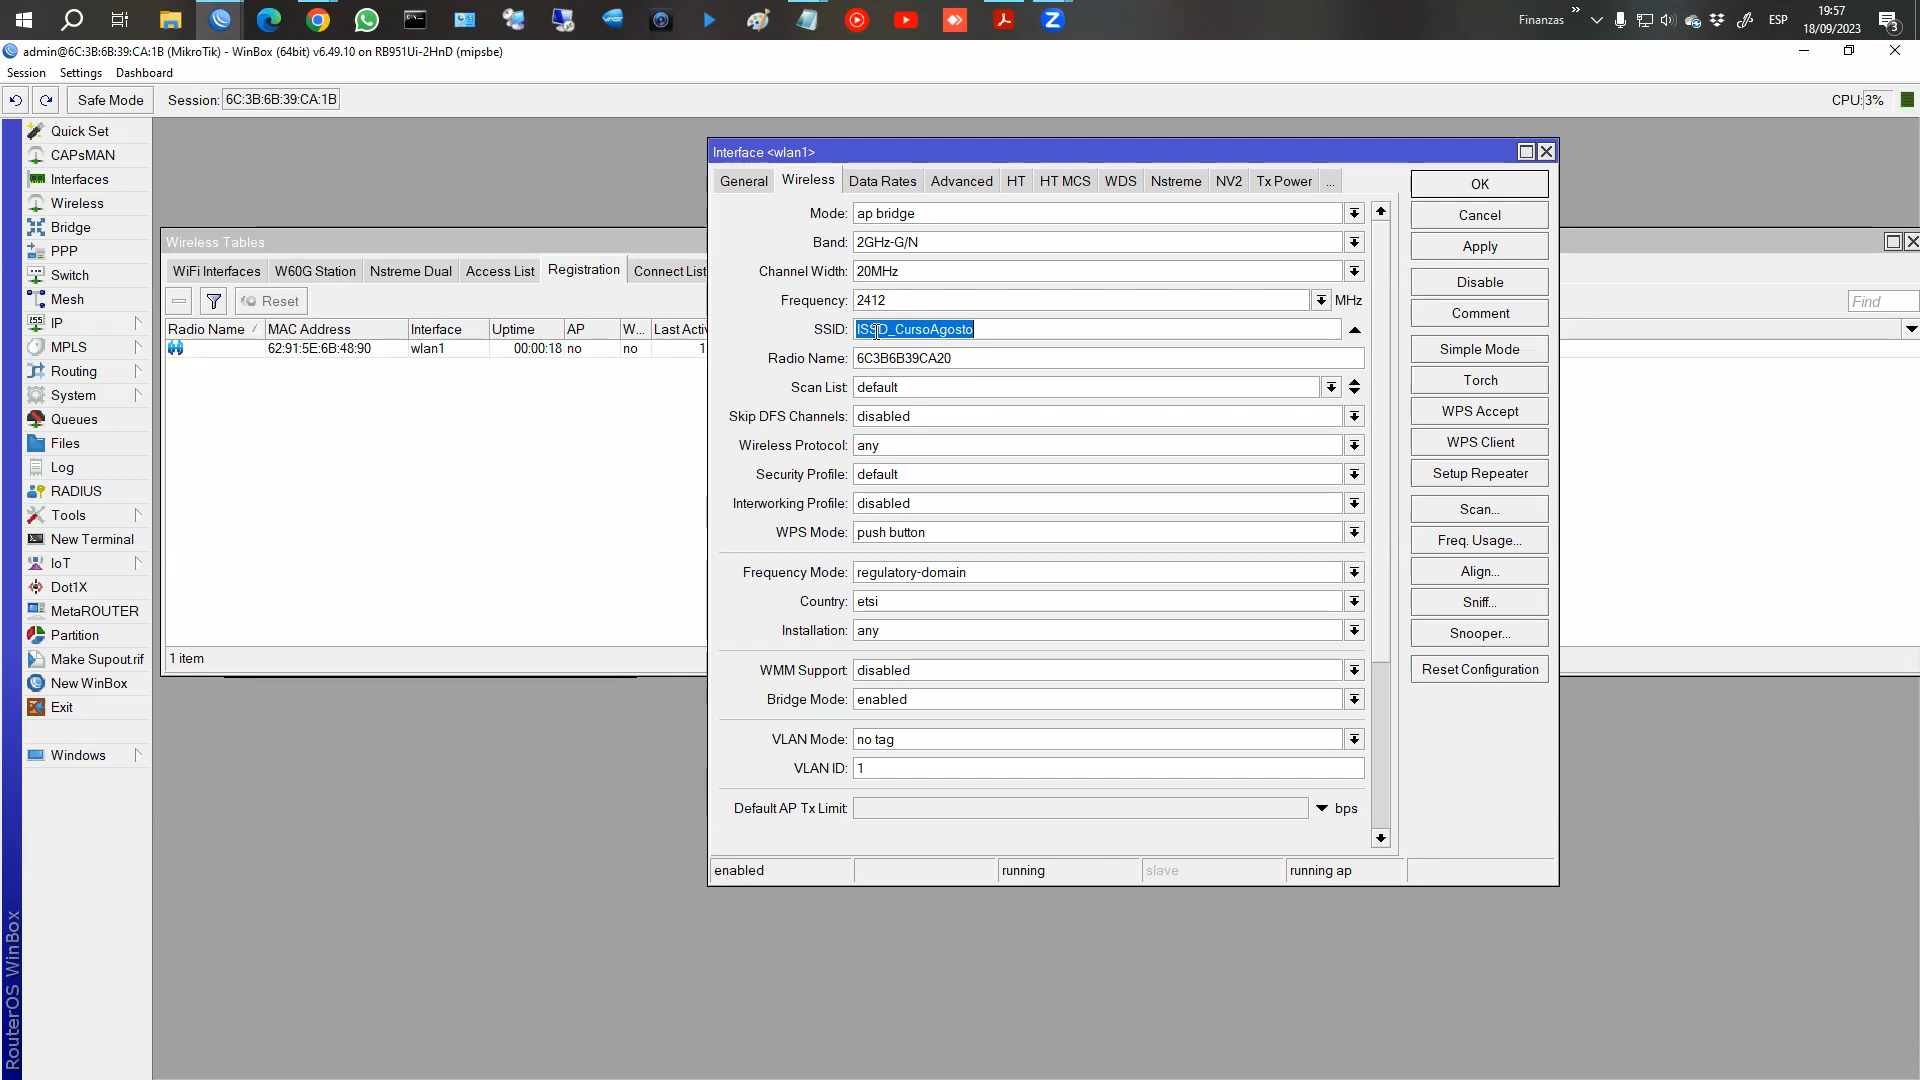 Finanzas
»
ESP
19:57
18/09/2023
3
admin@6C:3B:6B:39:CA:1B (MikroTik) - WinBox (64bit) v6.49.10 on RB951Ui-2HnD (mipsbe)
Session Settings Dashboard
Safe Mode Session: 6C:3B:6B:39:CA:1B CPU: 3%
Quick Set
CAPsMAN
Interfaces
Wireless
Bridge
PPP
Switch
Mesh
IP
MPLS
Routing
System
Queues
Files
Log
RADIUS
Tools
New Terminal
IoT
Dot1X
MetaROUTER
Partition
Make Supout.rif
New WinBox
Exit
Windows
RouterOS WinBox
Wireless Tables
WiFi Interfaces W60G Station Nstreme Dual Access List Registration Connect List
Reset
Find
Radio Name MAC Address Interface Uptime AP W... Last Activ
62:91:5E:6B:48:90 wlan1 00:00:18 no no 1
1 item
Interface <wlan1>
General Wireless Data Rates Advanced HT HT MCS WDS Nstreme NV2 Tx Power ...
Mode: ap bridge
Band: 2GHz-G/N
Channel Width: 20MHz
Frequency: 2412 MHz
SSID: ISSD_CursoAgosto
Radio Name: 6C3B6B39CA20
Scan List: default
Skip DFS Channels: disabled
Wireless Protocol: any
Security Profile: default
Interworking Profile: disabled
WPS Mode: push button
Frequency Mode: regulatory-domain
Country: etsi
Installation: any
WMM Support: disabled
Bridge Mode: enabled
VLAN Mode: no tag
VLAN ID: 1
Default AP Tx Limit: bps
OK
Cancel
Apply
Disable
Comment
Simple Mode
Torch
WPS Accept
WPS Client
Setup Repeater
Scan...
Freq. Usage...
Align...
Sniff...
Snooper...
Reset Configuration
enabled running slave running ap